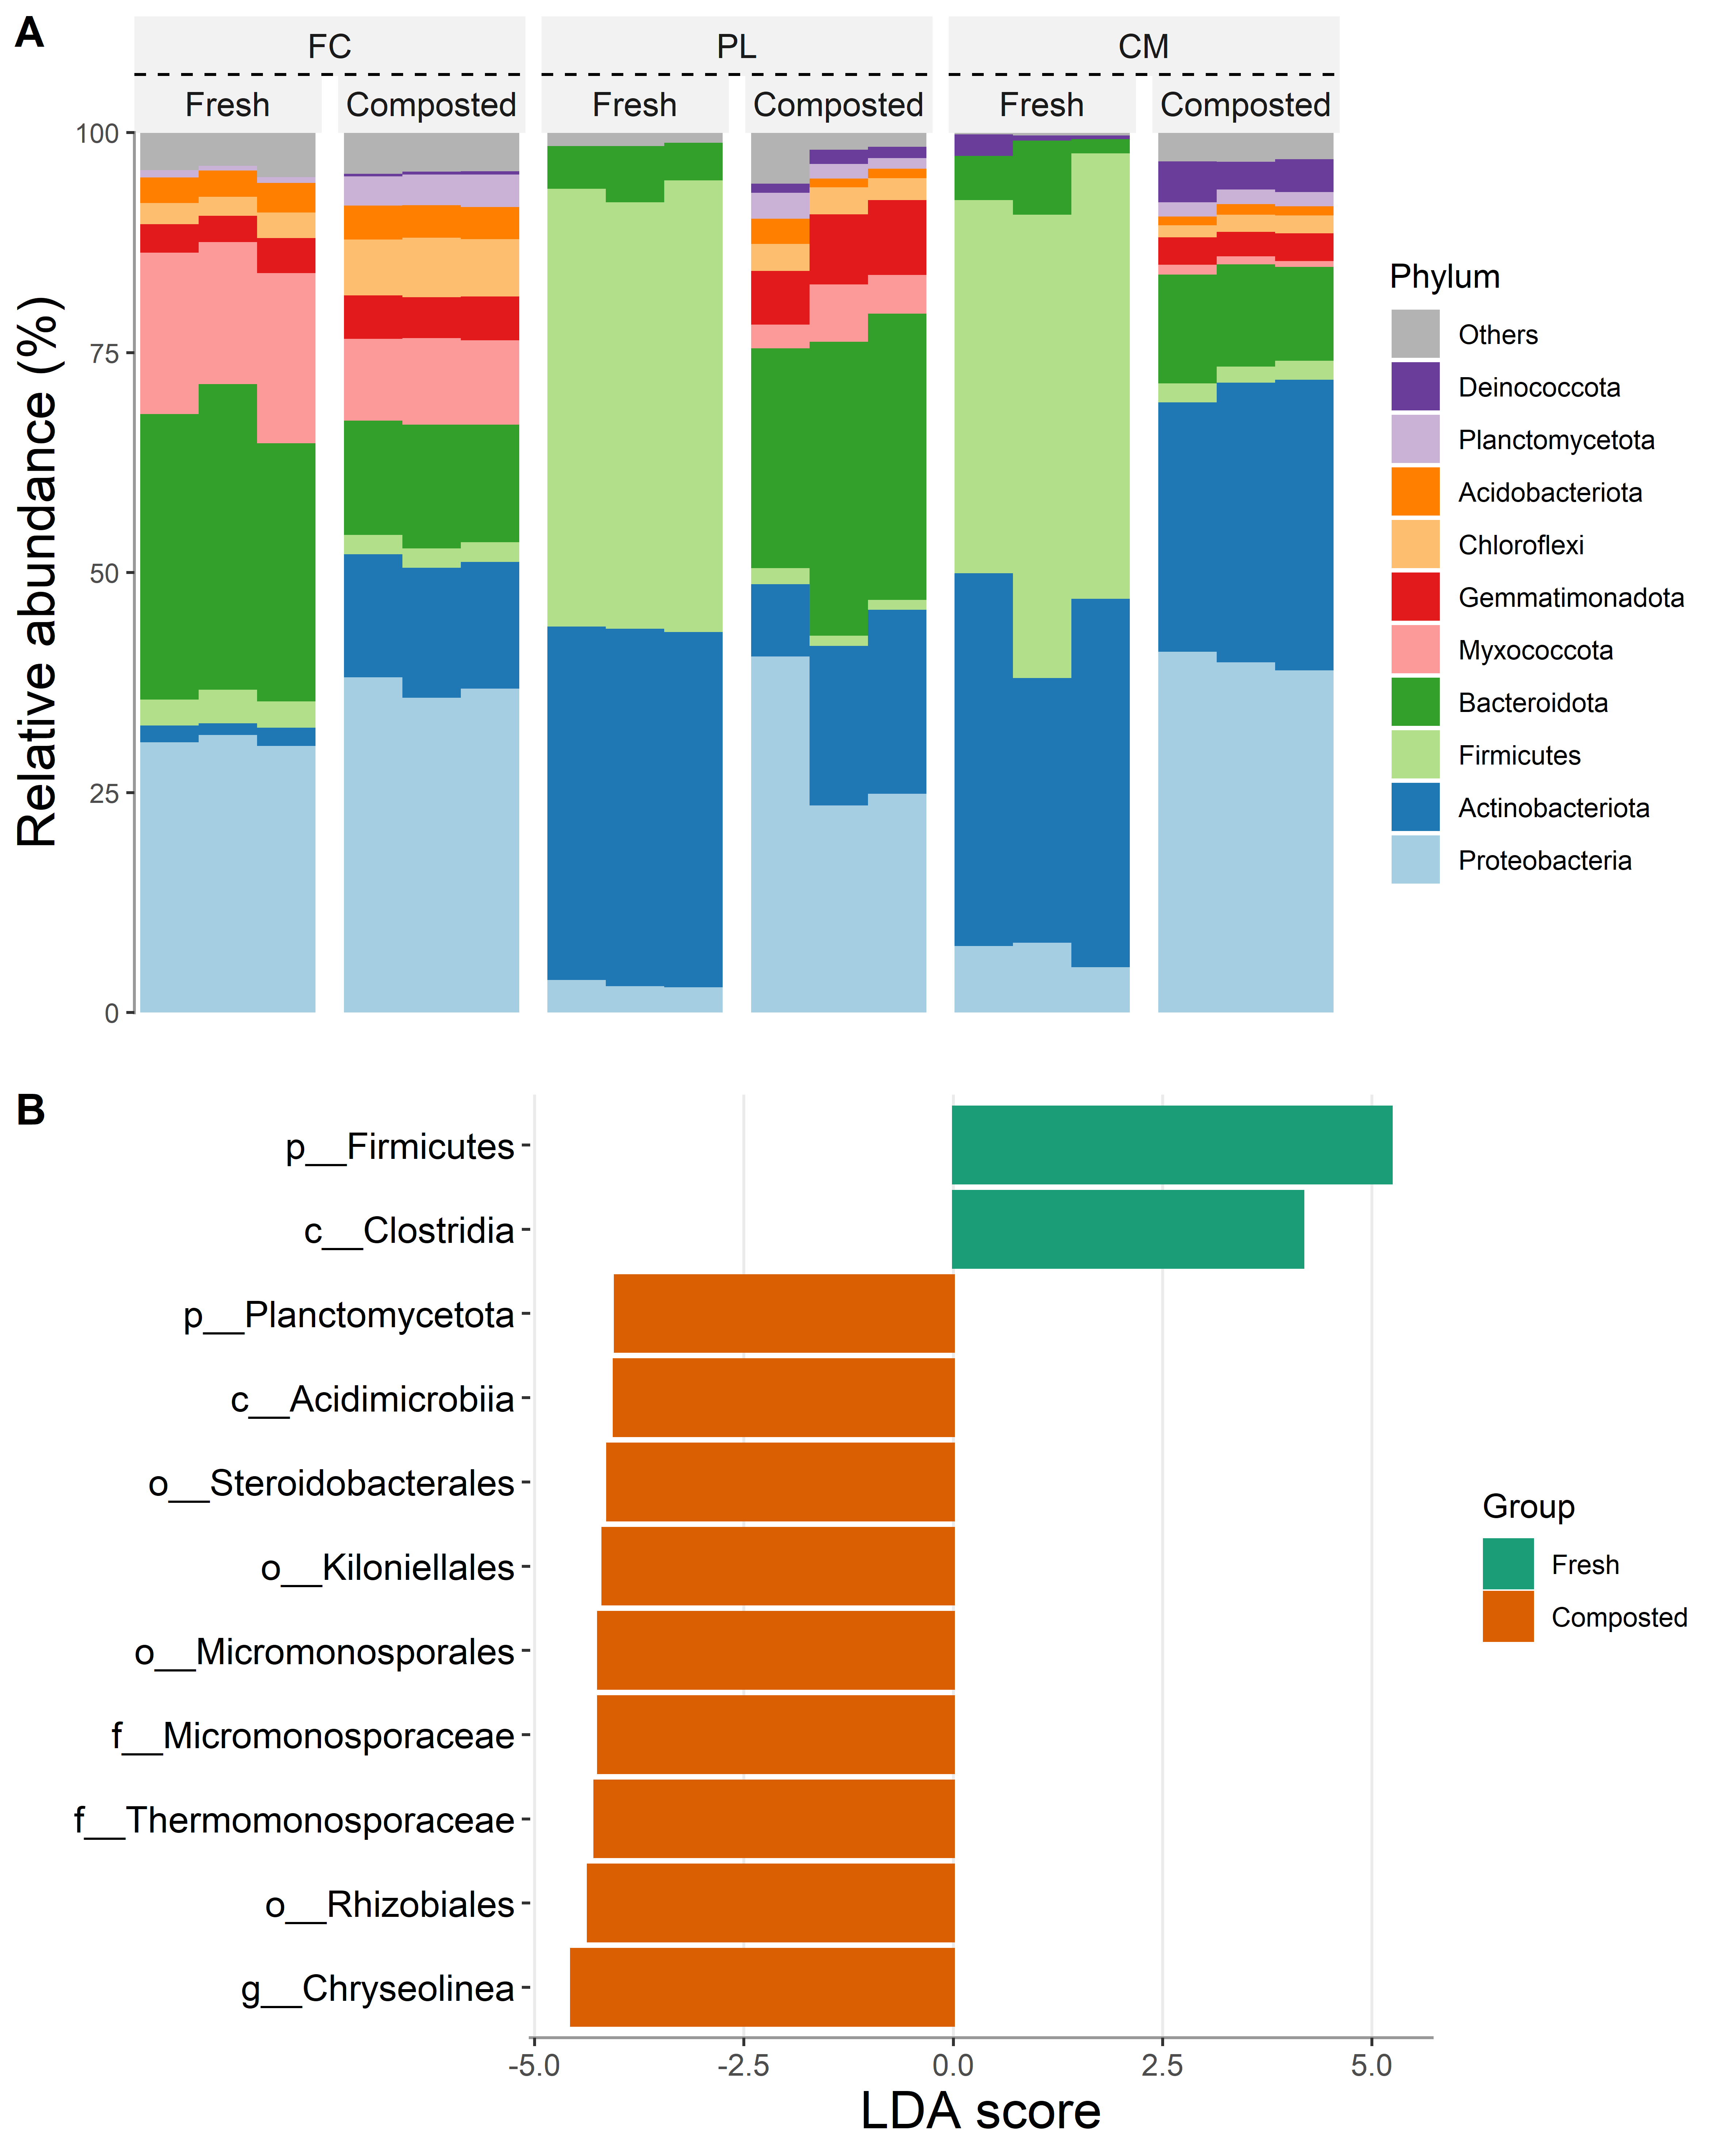 A
FC PL CM
Fresh Composted Fresh Composted Fresh Composted
Relative abundance (%)
100
75
50
25
0
Phylum
Others
Deinococcota
Planctomycetota
Acidobacteriota
Chloroflexi
Gemmatimonadota
Myxococcota
Bacteroidota
Firmicutes
Actinobacteriota
Proteobacteria
B
p__Firmicutes
c__Clostridia
p__Planctomycetota
c__Acidimicrobiia
o__Steroidobacterales
o__Kiloniellales
o__Micromonosporales
f__Micromonosporaceae
f__Thermomonosporaceae
o__Rhizobiales
g__Chryseolinea
-5.0 -2.5 0.0 2.5 5.0
LDA score
Group
Fresh
Composted